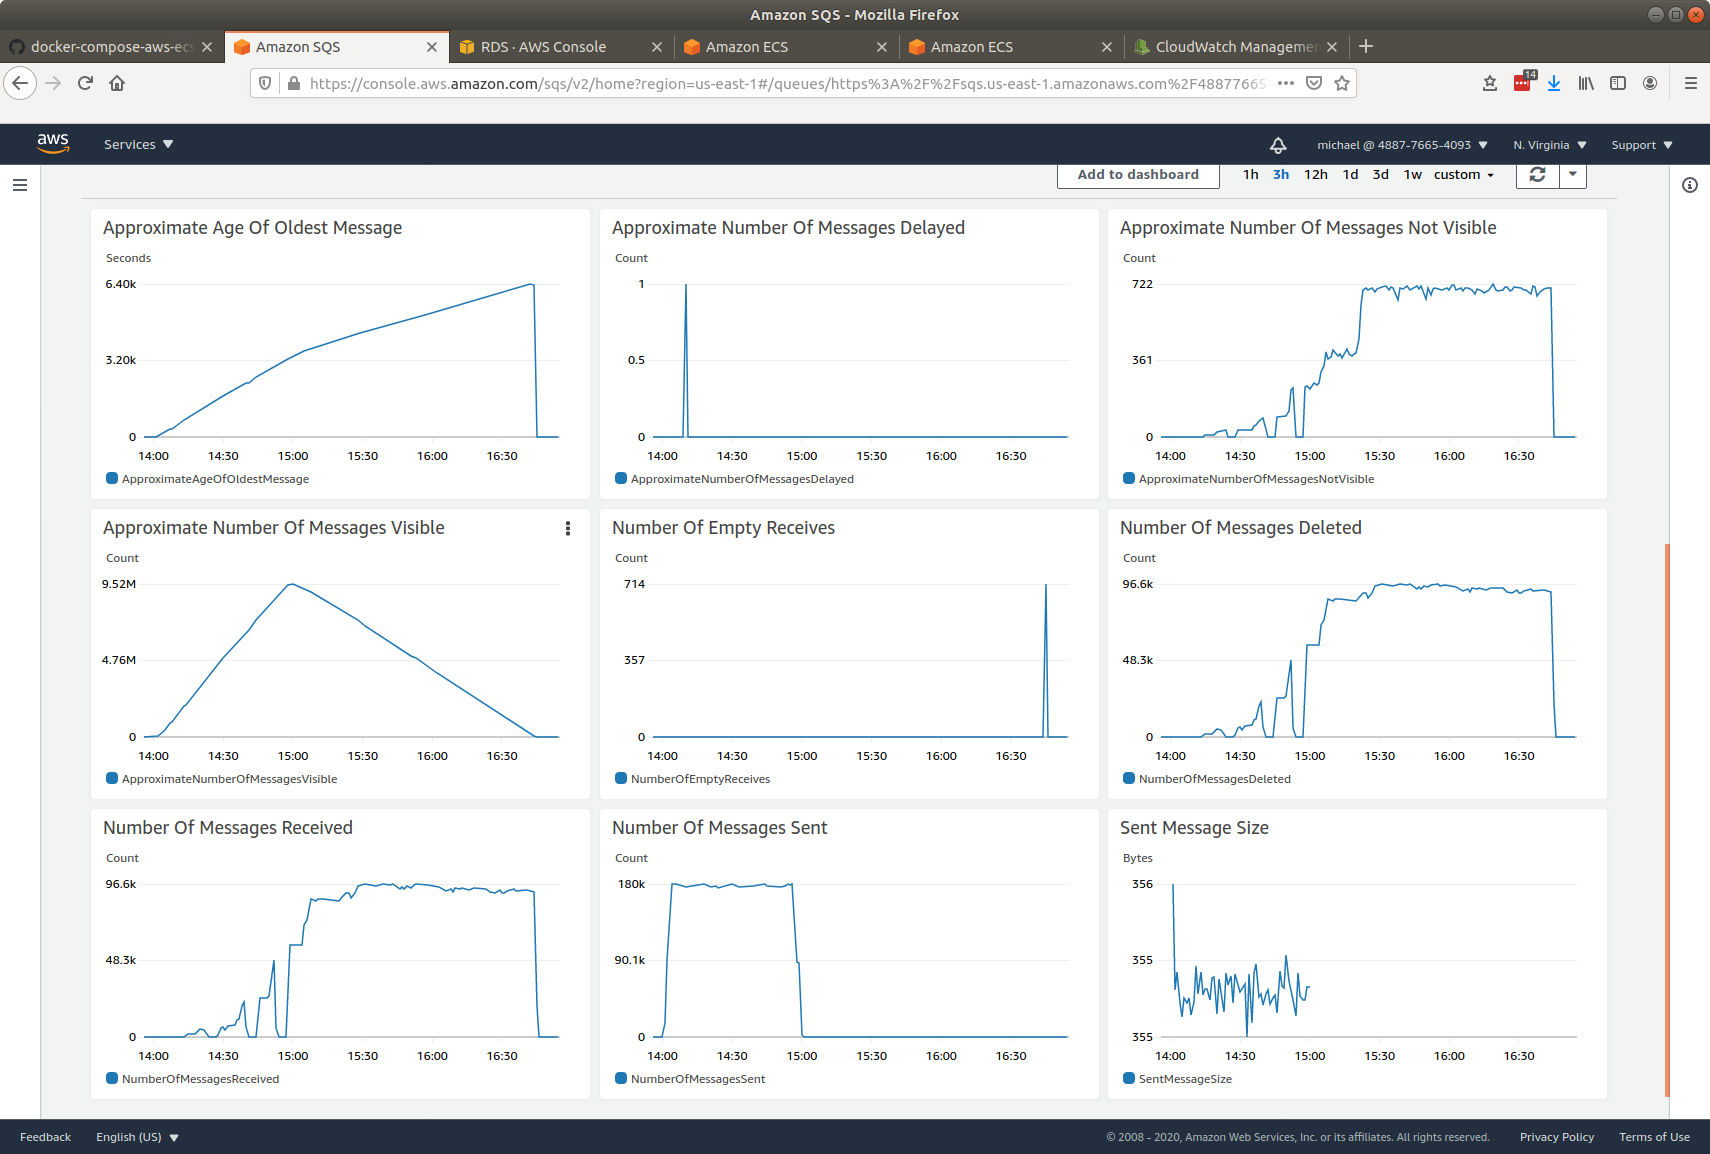 Amazon SQS - Mozilla Firefox
docker-compose-aws-ecs
Amazon SQS
RDS · AWS Console
Amazon ECS
Amazon ECS
CloudWatch Managemen
https://console.aws.amazon.com/sqs/v2/home?region=us-east-1#/queues/https%3A%2F%2Fsqs.us-east-1.amazonaws.com%2F48877665
14
aws
Services
michael @ 4887-7665-4093
N. Virginia
Support
Add to dashboard
1h 3h 12h 1d 3d 1w custom
Approximate Age Of Oldest Message
Seconds
6.40k
3.20k
0
14:00 14:30 15:00 15:30 16:00 16:30
ApproximateAgeOfOldestMessage
Approximate Number Of Messages Delayed
Count
1
0.5
0
14:00 14:30 15:00 15:30 16:00 16:30
ApproximateNumberOfMessagesDelayed
Approximate Number Of Messages Not Visible
Count
722
361
0
14:00 14:30 15:00 15:30 16:00 16:30
ApproximateNumberOfMessagesNotVisible
Approximate Number Of Messages Visible
Count
9.52M
4.76M
0
14:00 14:30 15:00 15:30 16:00 16:30
ApproximateNumberOfMessagesVisible
Number Of Empty Receives
Count
714
357
0
14:00 14:30 15:00 15:30 16:00 16:30
NumberOfEmptyReceives
Number Of Messages Deleted
Count
96.6k
48.3k
0
14:00 14:30 15:00 15:30 16:00 16:30
NumberOfMessagesDeleted
Number Of Messages Received
Count
96.6k
48.3k
0
14:00 14:30 15:00 15:30 16:00 16:30
NumberOfMessagesReceived
Number Of Messages Sent
Count
180k
90.1k
0
14:00 14:30 15:00 15:30 16:00 16:30
NumberOfMessagesSent
Sent Message Size
Bytes
356
355
355
14:00 14:30 15:00 15:30 16:00 16:30
SentMessageSize
Feedback
English (US)
© 2008 - 2020, Amazon Web Services, Inc. or its affiliates. All rights reserved.
Privacy Policy
Terms of Use